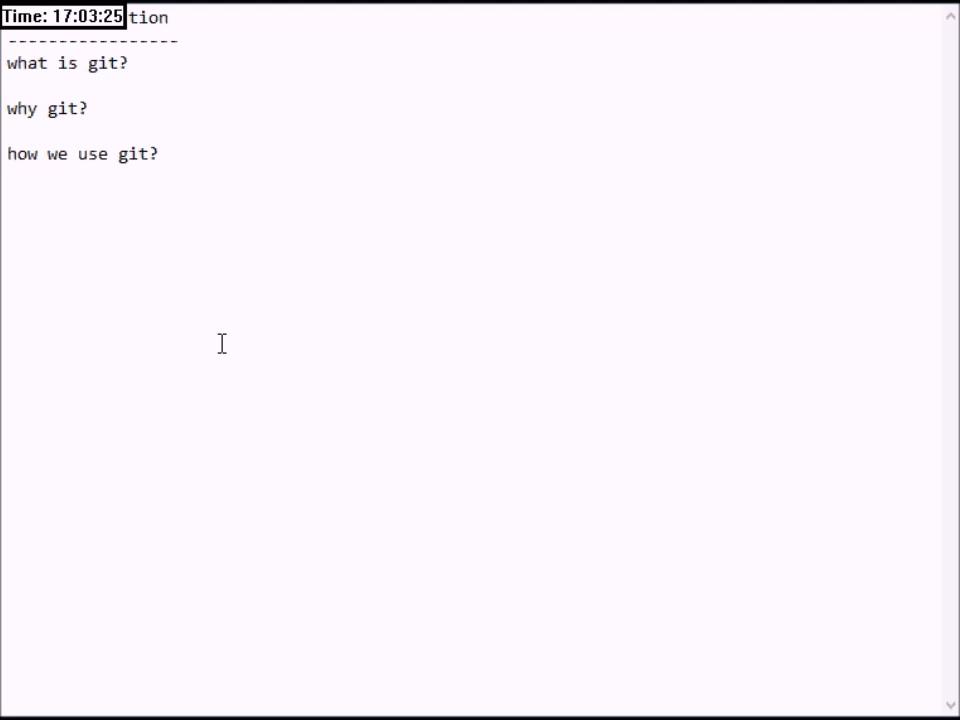 Time: 17:03:25
tion
-----------------
what is git?
why git?
how we use git?